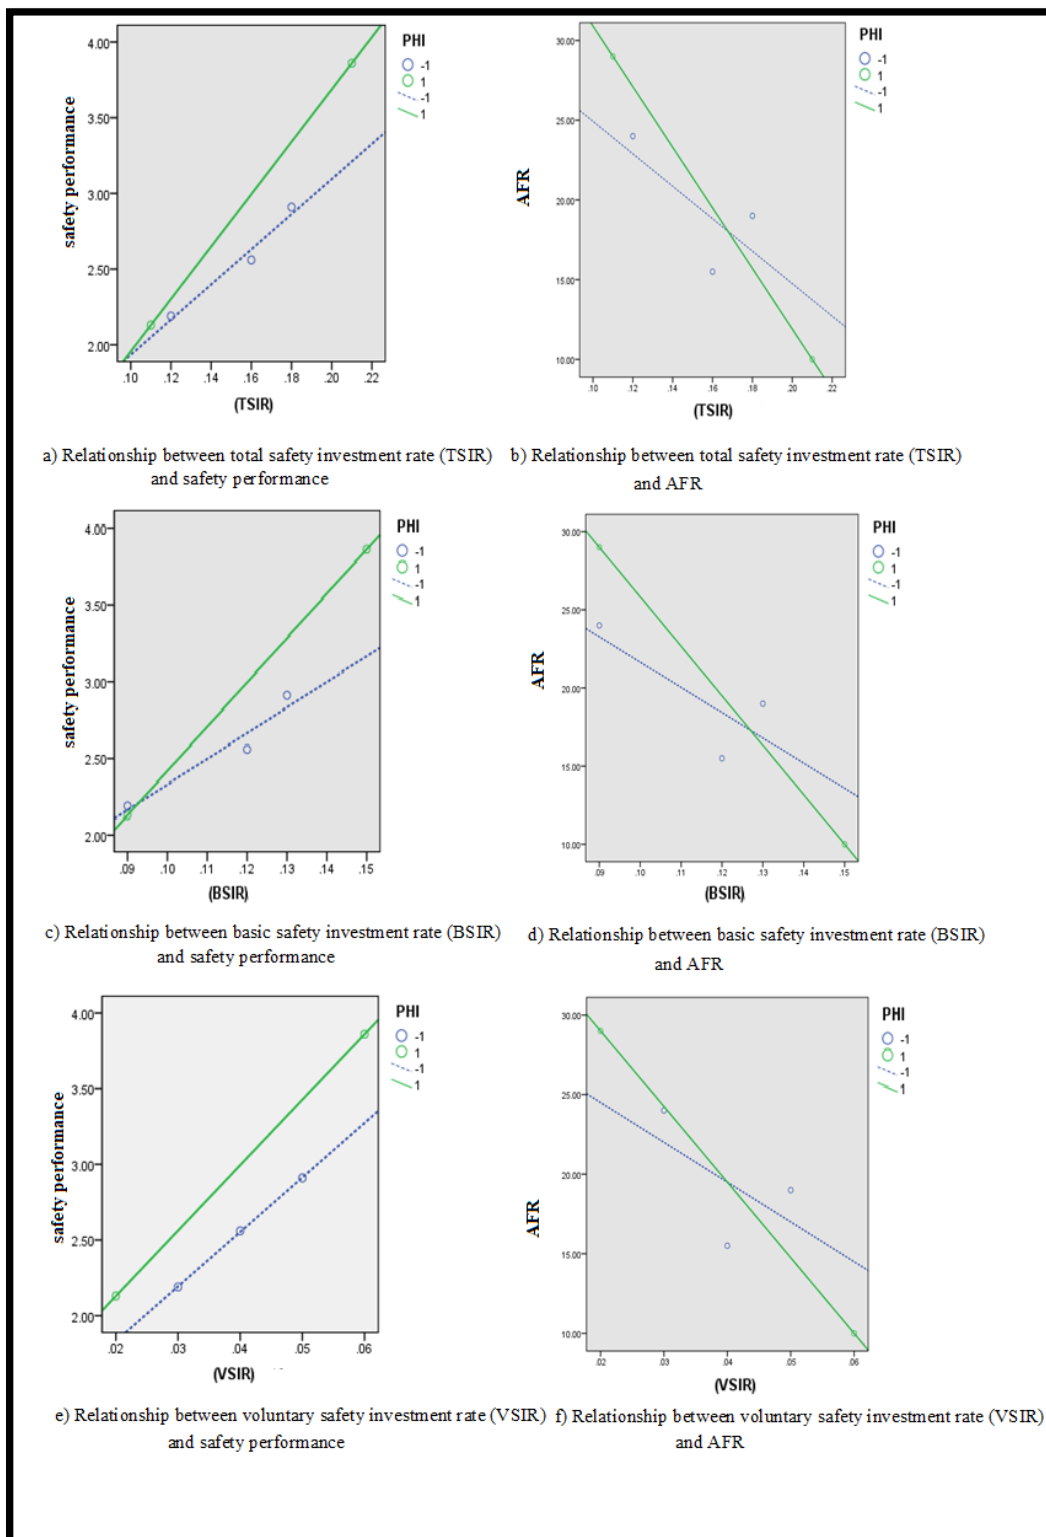 PHI
-1
1
-1
1
4.00
3.50
3.00
2.50
2.00
safety performance
.10 .12 .14 .16 .18 .20 .22
(TSIR)
PHI
-1
1
-1
1
30.00
25.00
20.00
15.00
10.00
AFR
.10 .12 .14 .16 .18 .20 .22
(TSIR)
a) Relationship between total safety investment rate (TSIR)
and safety performance
b) Relationship between total safety investment rate (TSIR)
and AFR
PHI
-1
1
-1
1
4.00
3.50
3.00
2.50
2.00
safety performance
.09 .10 .11 .12 .13 .14 .15
(BSIR)
PHI
-1
1
-1
1
30.00
25.00
20.00
15.00
10.00
AFR
.09 .10 .11 .12 .13 .14 .15
(BSIR)
c) Relationship between basic safety investment rate (BSIR)
and safety performance
d) Relationship between basic safety investment rate (BSIR)
and AFR
PHI
-1
1
-1
1
4.00
3.50
3.00
2.50
2.00
safety performance
.02 .03 .04 .05 .06
(VSIR)
PHI
-1
1
-1
1
30.00
25.00
20.00
15.00
10.00
AFR
.02 .03 .04 .05 .06
(VSIR)
e) Relationship between voluntary safety investment rate (VSIR)
and safety performance
f) Relationship between voluntary safety investment rate (VSIR)
and AFR